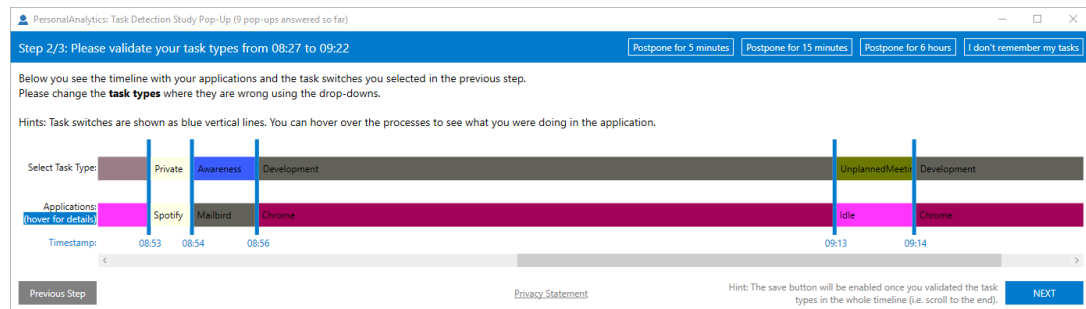 PersonalAnalytics: Task Detection Study Pop-Up (9 pop-ups answered so far)
Step 2/3: Please validate your task types from 08:27 to 09:22
Postpone for 5 minutes
Postpone for 15 minutes
Postpone for 6 hours
I don't remember my tasks
Below you see the timeline with your applications and the task switches you selected in the previous step.
Please change the task types where they are wrong using the drop-downs.
Hints: Task switches are shown as blue vertical lines. You can hover over the processes to see what you were doing in the application.
Select Task Type:
Private
Awareness
Development
UnplannedMeetin
Development
Applications:
(hover for details)
Spotify
Mailbird
Chrome
Idle
Chrome
Timestamp:
08:53
08:54
08:56
09:13
09:14
Previous Step
Privacy Statement
Hint: The save button will be enabled once you validated the task
types in the whole timeline (i.e. scroll to the end).
NEXT